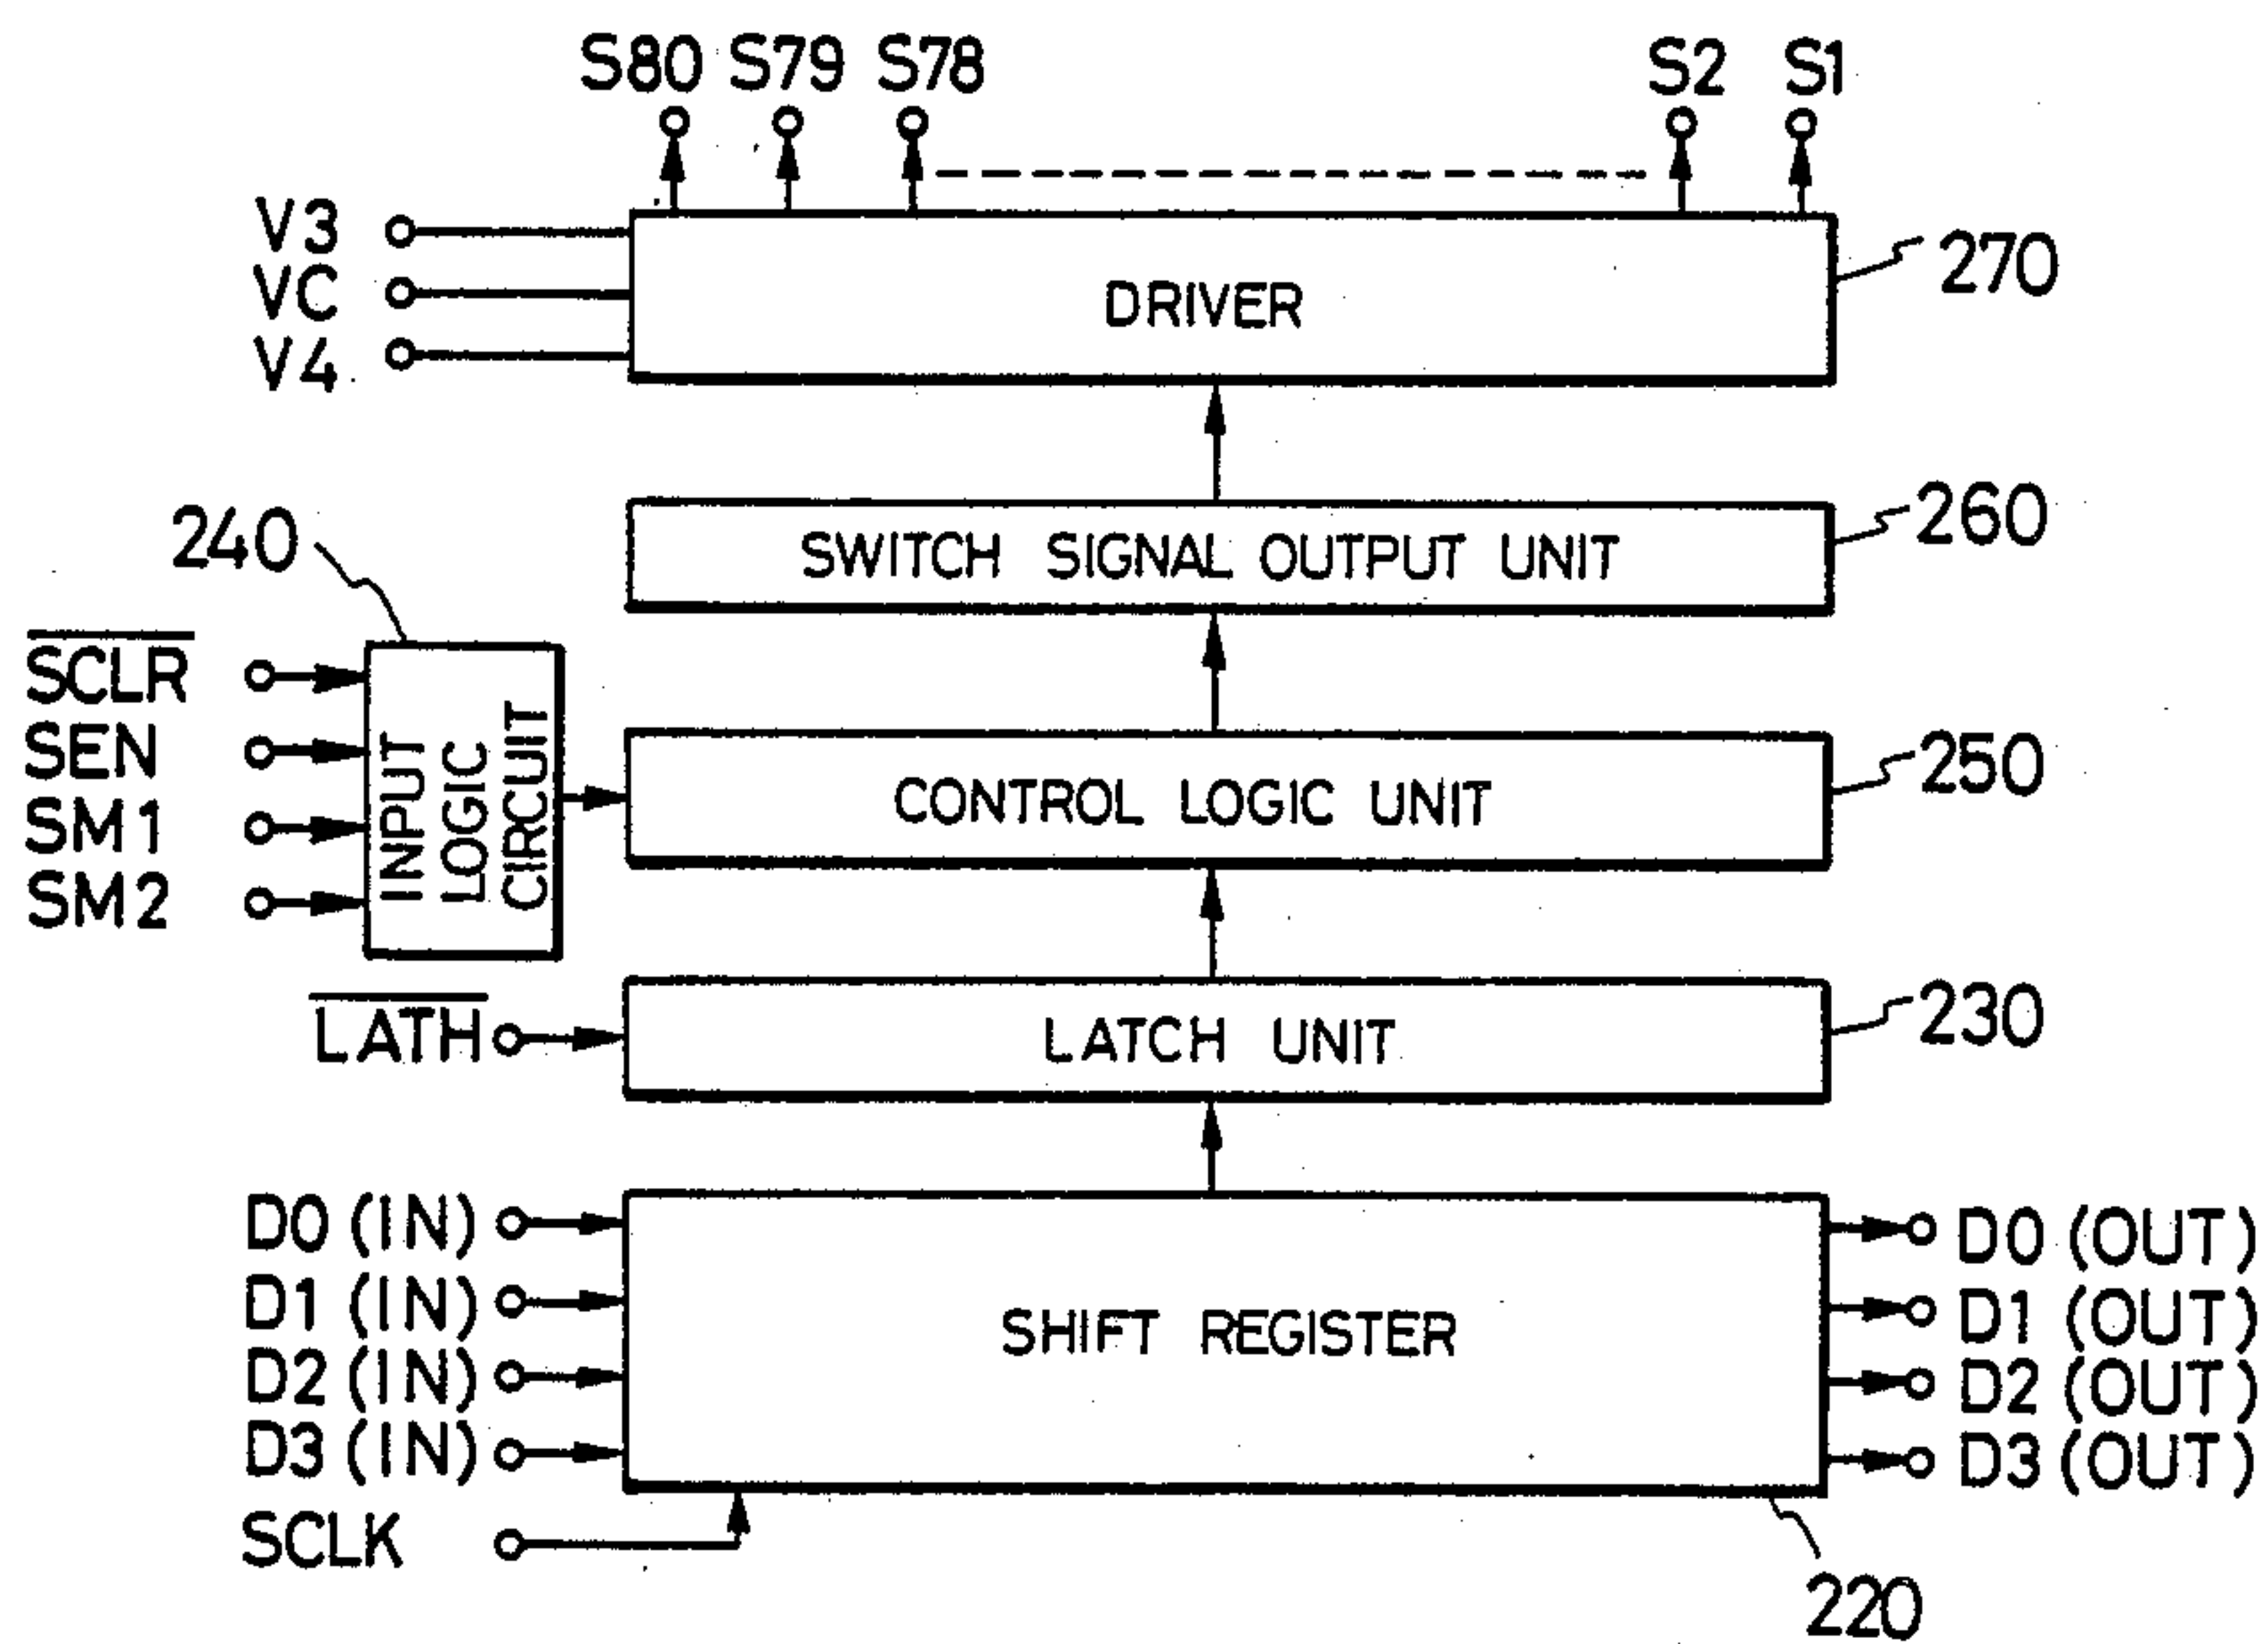 S80 S79 S78 S2 S1
V3
VC
V4
DRIVER
270
SWITCH SIGNAL OUTPUT UNIT
260
240
S̅C̅L̅R̅
SEN
SM1
SM2
INPUT
LOGIC
CIRCUIT
CONTROL LOGIC UNIT
250
L̅A̅T̅H̅
LATCH UNIT
230
D0 (IN)
D1 (IN)
D2 (IN)
D3 (IN)
SCLK
SHIFT REGISTER
D0 (OUT)
D1 (OUT)
D2 (OUT)
D3 (OUT)
220